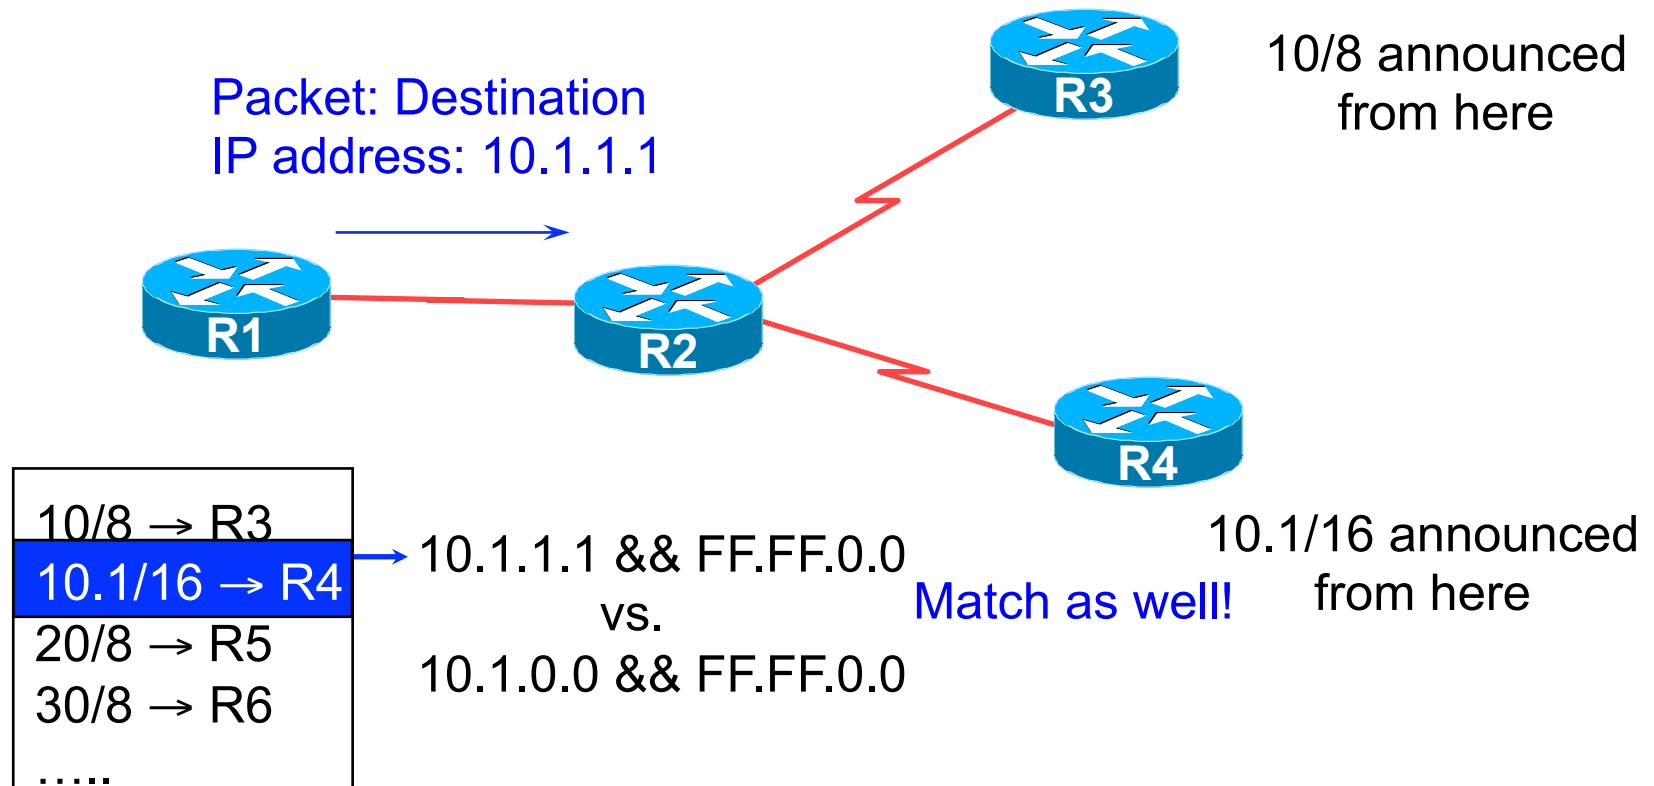 Packet: Destination
IP address: 10.1.1.1
R3
10/8 announced
from here
R1
R2
R4
10.1/16 announced
from here
10/8 → R3
10.1/16 → R4
20/8 → R5
30/8 → R6
…..
10.1.1.1 && FF.FF.0.0
vs.
10.1.0.0 && FF.FF.0.0
Match as well!